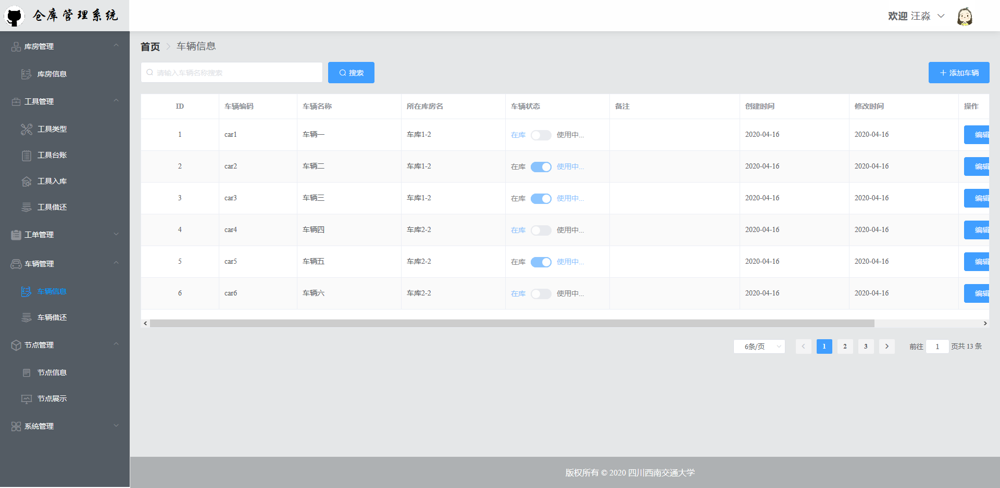 仓库管理系统
欢迎 汪淼
库房管理
库房信息
工具管理
工具类型
工具台账
工具入库
工具借还
工单管理
车辆管理
车辆信息
车辆借还
节点管理
节点信息
节点展示
系统管理
首页 车辆信息
请输入车辆名称搜索 搜索 添加车辆
ID 车辆编码 车辆名称 所在库房名 车辆状态 备注 创建时间 修改时间 操作
1 car1 车辆一 车库1-2 在库 使用中... 2020-04-16 2020-04-16 编辑
2 car2 车辆二 车库1-2 在库 使用中... 2020-04-16 2020-04-16 编辑
3 car3 车辆三 车库1-2 在库 使用中... 2020-04-16 2020-04-16 编辑
4 car4 车辆四 车库2-2 在库 使用中... 2020-04-16 2020-04-16 编辑
5 car5 车辆五 车库2-2 在库 使用中... 2020-04-16 2020-04-16 编辑
6 car6 车辆六 车库2-2 在库 使用中... 2020-04-16 2020-04-16 编辑
6条/页 1 2 3 前往 1 页共 13 条
版权所有 © 2020 四川西南交通大学